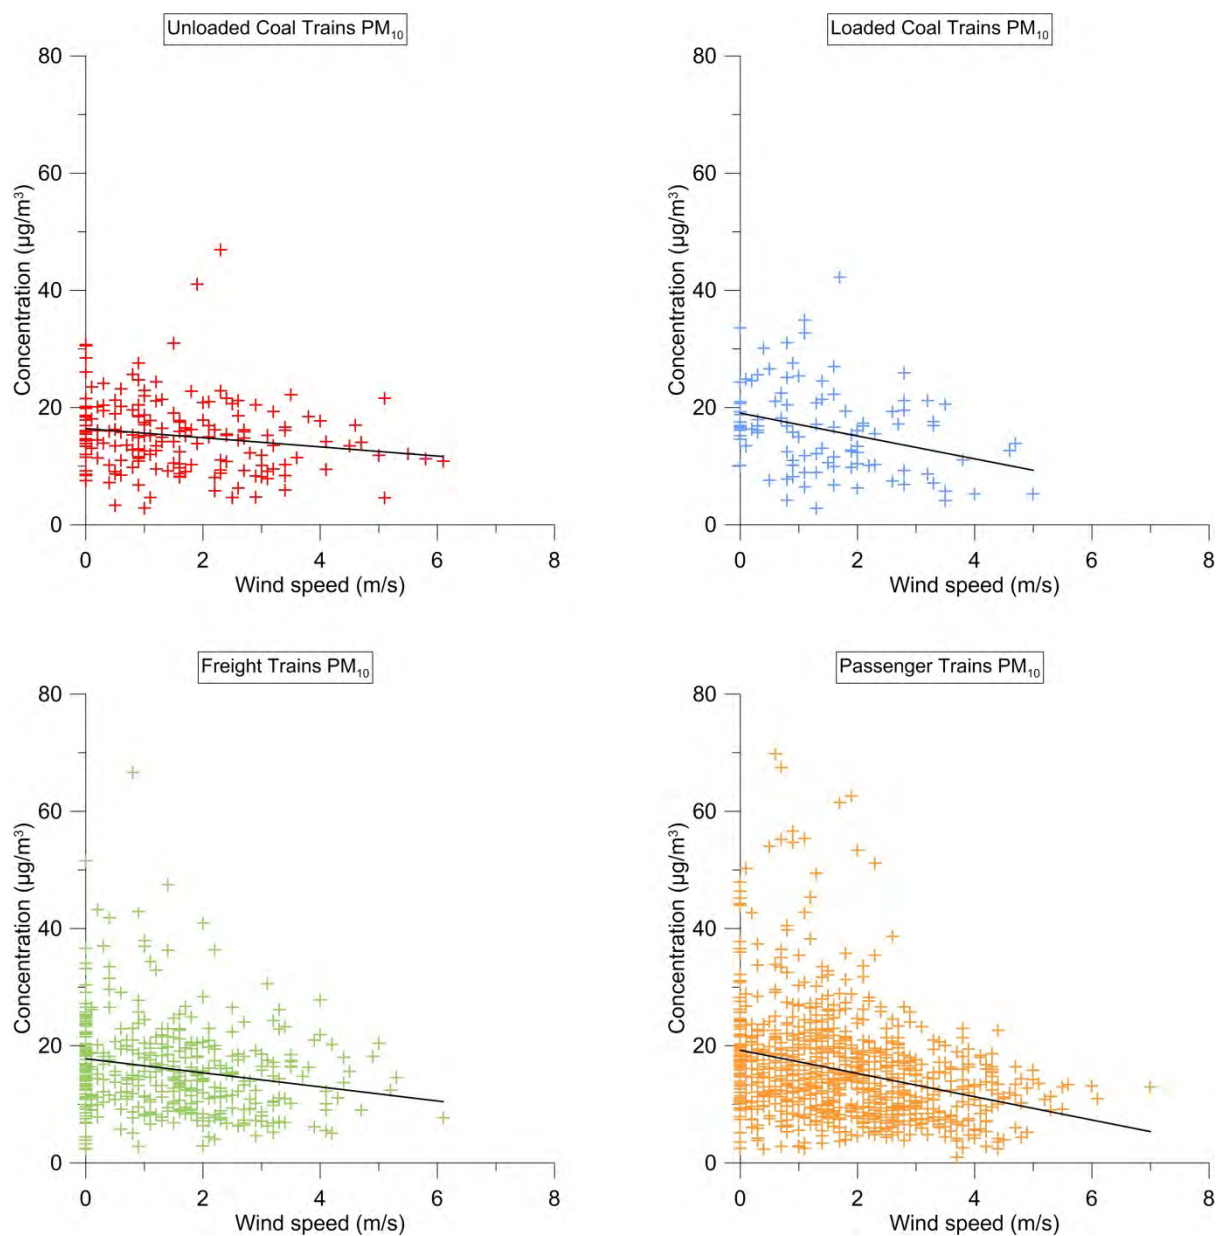 Unloaded Coal Trains PM₁₀
80
60
40
20
0
Concentration (µg/m³)
0 2 4 6 8
Wind speed (m/s)
Loaded Coal Trains PM₁₀
80
60
40
20
0
Concentration (µg/m³)
0 2 4 6 8
Wind speed (m/s)
Freight Trains PM₁₀
80
60
40
20
0
Concentration (µg/m³)
0 2 4 6 8
Wind speed (m/s)
Passenger Trains PM₁₀
80
60
40
20
0
Concentration (µg/m³)
0 2 4 6 8
Wind speed (m/s)